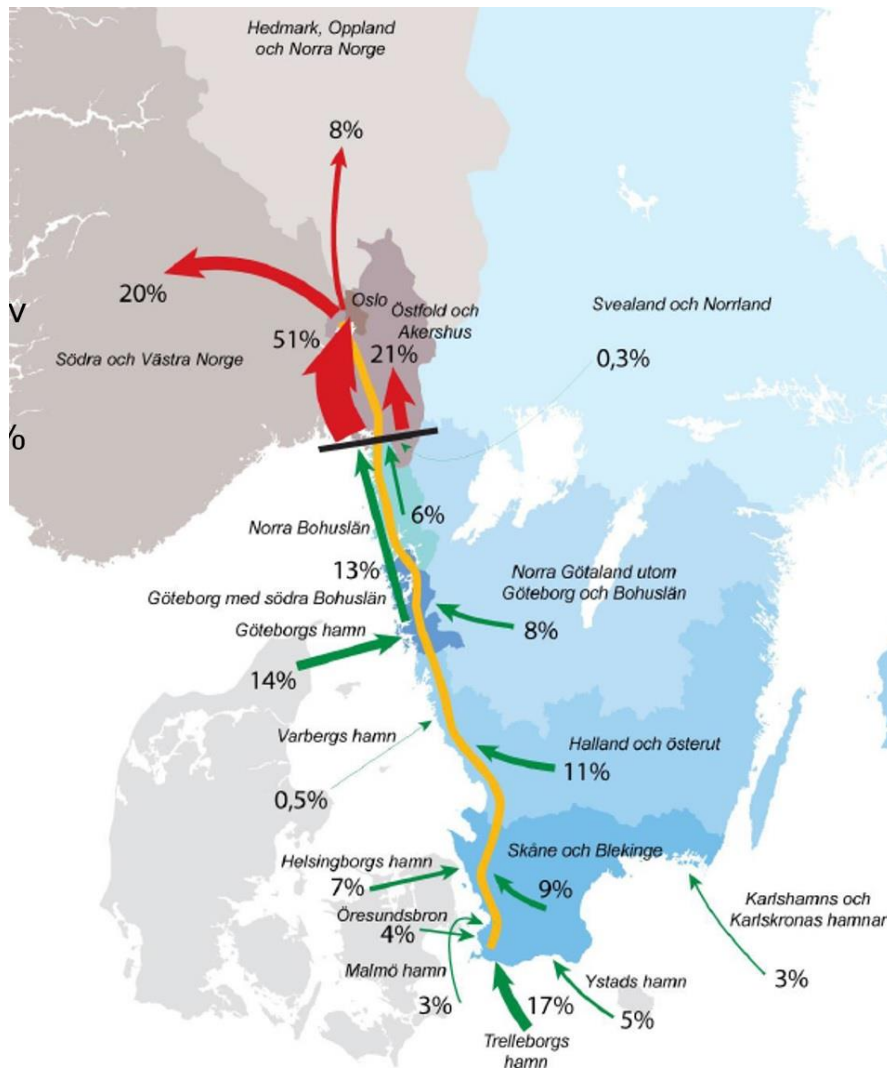 Hedmark, Oppland
och Norra Norge
8%
20%
v
Oslo
Östfold och
Akershus
51%
21%
Södra och Västra Norge
Svealand och Norrland
0,3%
%
6%
Norra Bohuslän
13%
Göteborg med södra Bohuslän
Göteborgs hamn
14%
Norra Götaland utom
Göteborg och Bohuslän
8%
Varbergs hamn
0,5%
Halland och österut
11%
Helsingborgs hamn
7%
Skåne och Blekinge
9%
Öresundsbron
4%
Malmö hamn
3%
17%
Trelleborgs
hamn
Ystads hamn
5%
Karlshamns och
Karlskronas hamnar
3%